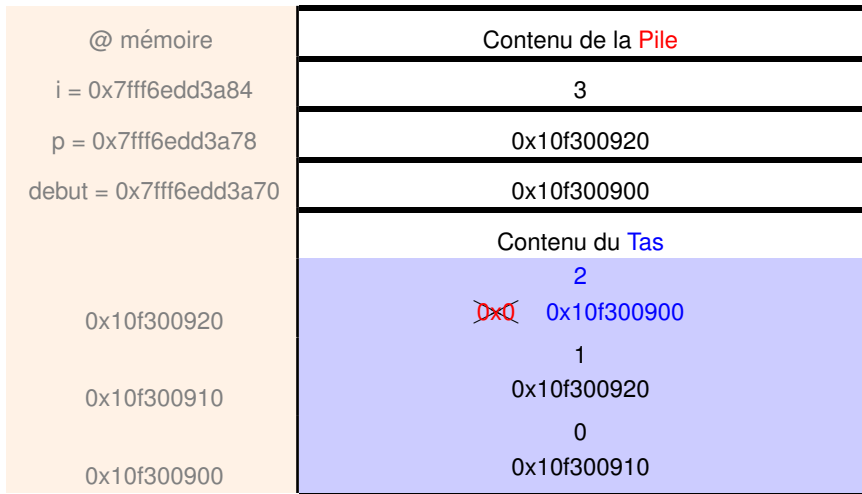 @ mémoire Contenu de la Pile
i = 0x7fff6edd3a84 3
p = 0x7fff6edd3a78 0x10f300920
debut = 0x7fff6edd3a70 0x10f300900
Contenu du Tas
2
0x10f300920 0x0 0x10f300900
1
0x10f300910 0x10f300920
0
0x10f300900 0x10f300910